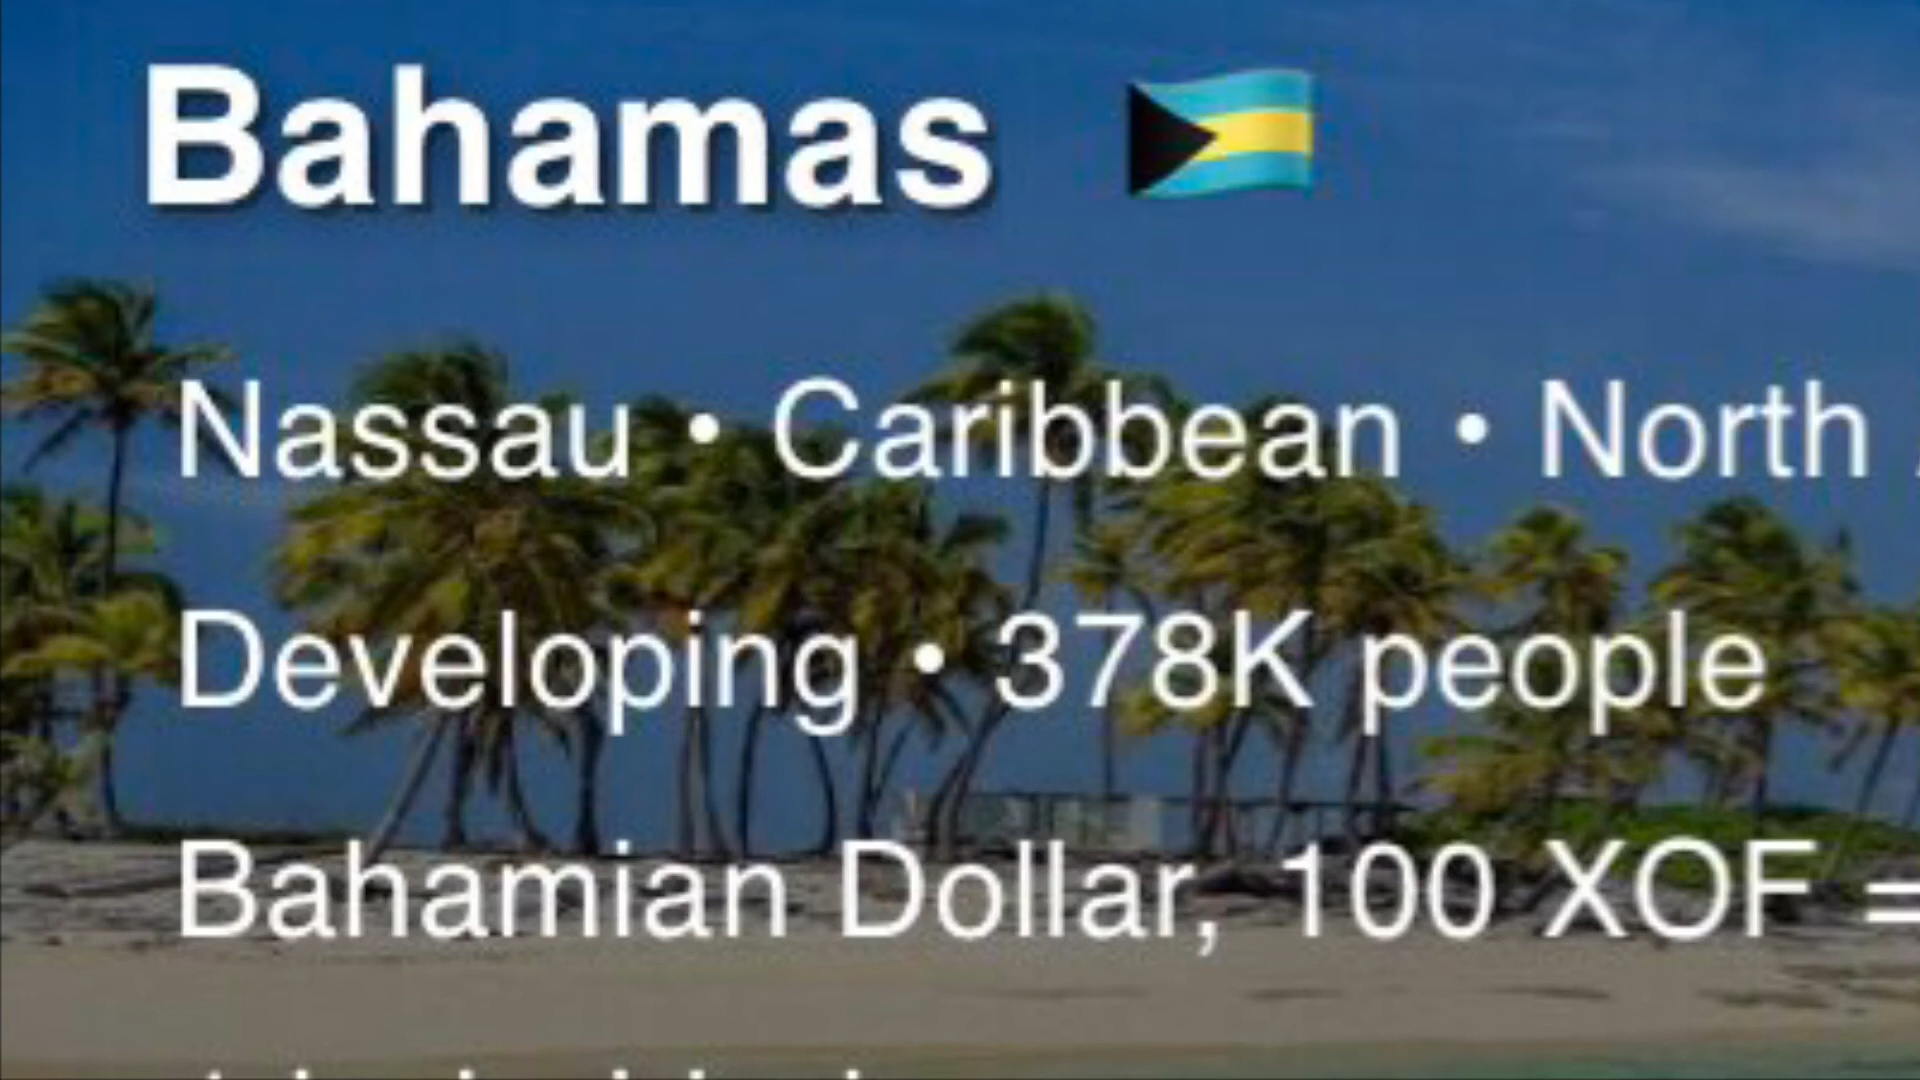 Bahamas 🇧🇸
Nassau • Caribbean • North
Developing • 378K people
Bahamian Dollar, 100 XOF =